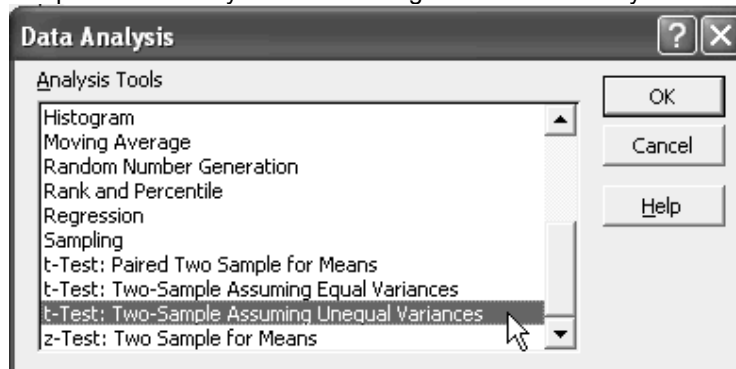 Data Analysis
Analysis Tools
Histogram
Moving Average
Random Number Generation
Rank and Percentile
Regression
Sampling
t-Test: Paired Two Sample for Means
t-Test: Two-Sample Assuming Equal Variances
t-Test: Two-Sample Assuming Unequal Variances
z-Test: Two Sample for Means
OK
Cancel
Help